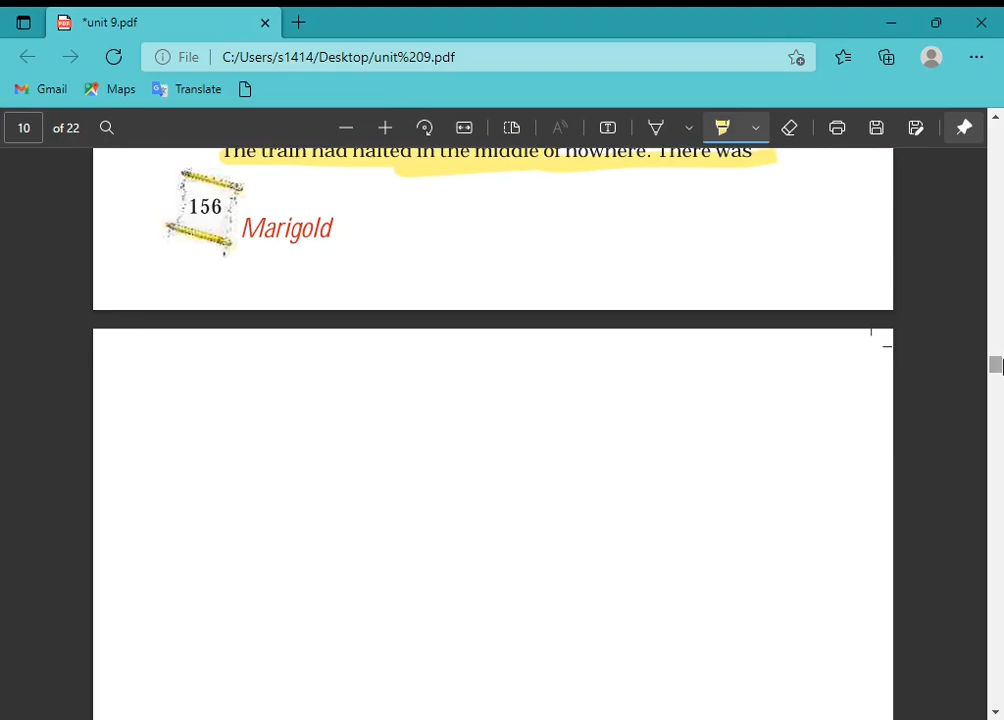 *unit 9.pdf
File | C:/Users/s1414/Desktop/unit%209.pdf
Gmail Maps Translate
10 of 22
The train had halted in the middle of nowhere. There was
156
Marigold